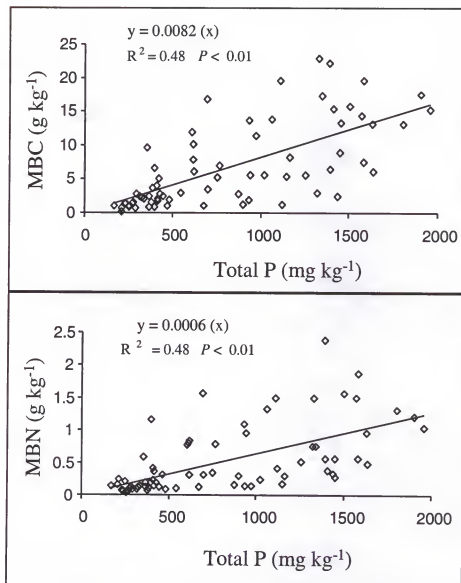 y = 0.0082 (x)
R² = 0.48 P < 0.01
25
20
15
10
5
0
MBC (g kg⁻¹)
0 500 1000 1500 2000
Total P (mg kg⁻¹)
y = 0.0006 (x)
R² = 0.48 P < 0.01
2.5
2
1.5
1
0.5
0
MBN (g kg⁻¹)
0 500 1000 1500 2000
Total P (mg kg⁻¹)